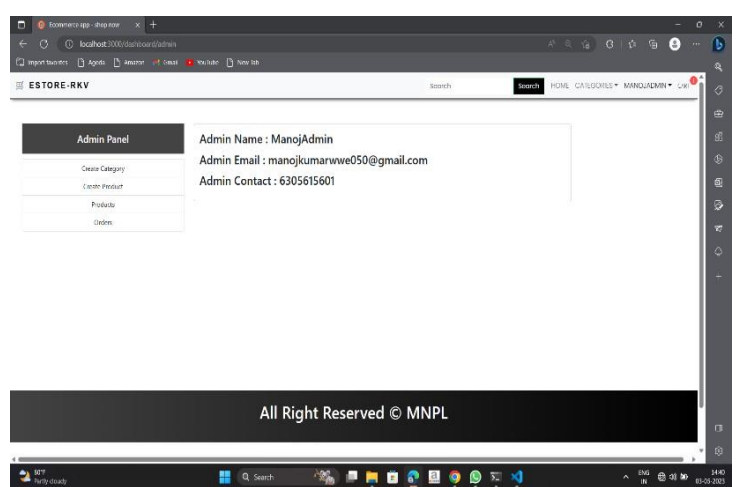 Ecommerce app - shop now
localhost:3000/dashboard/admin
Import favorites Agoda Amazon Gmail YouTube New tab
ESTORE-RKV
Search Search HOME CATEGORIES MANOJADMIN CART 0
Admin Panel
Create Category
Create Product
Products
Orders
Admin Name : ManojAdmin
Admin Email : manojkumarwwe050@gmail.com
Admin Contact : 6305615601
All Right Reserved © MNPL
Partly cloudy
Search
ENG
IN
14:40
03-05-2023